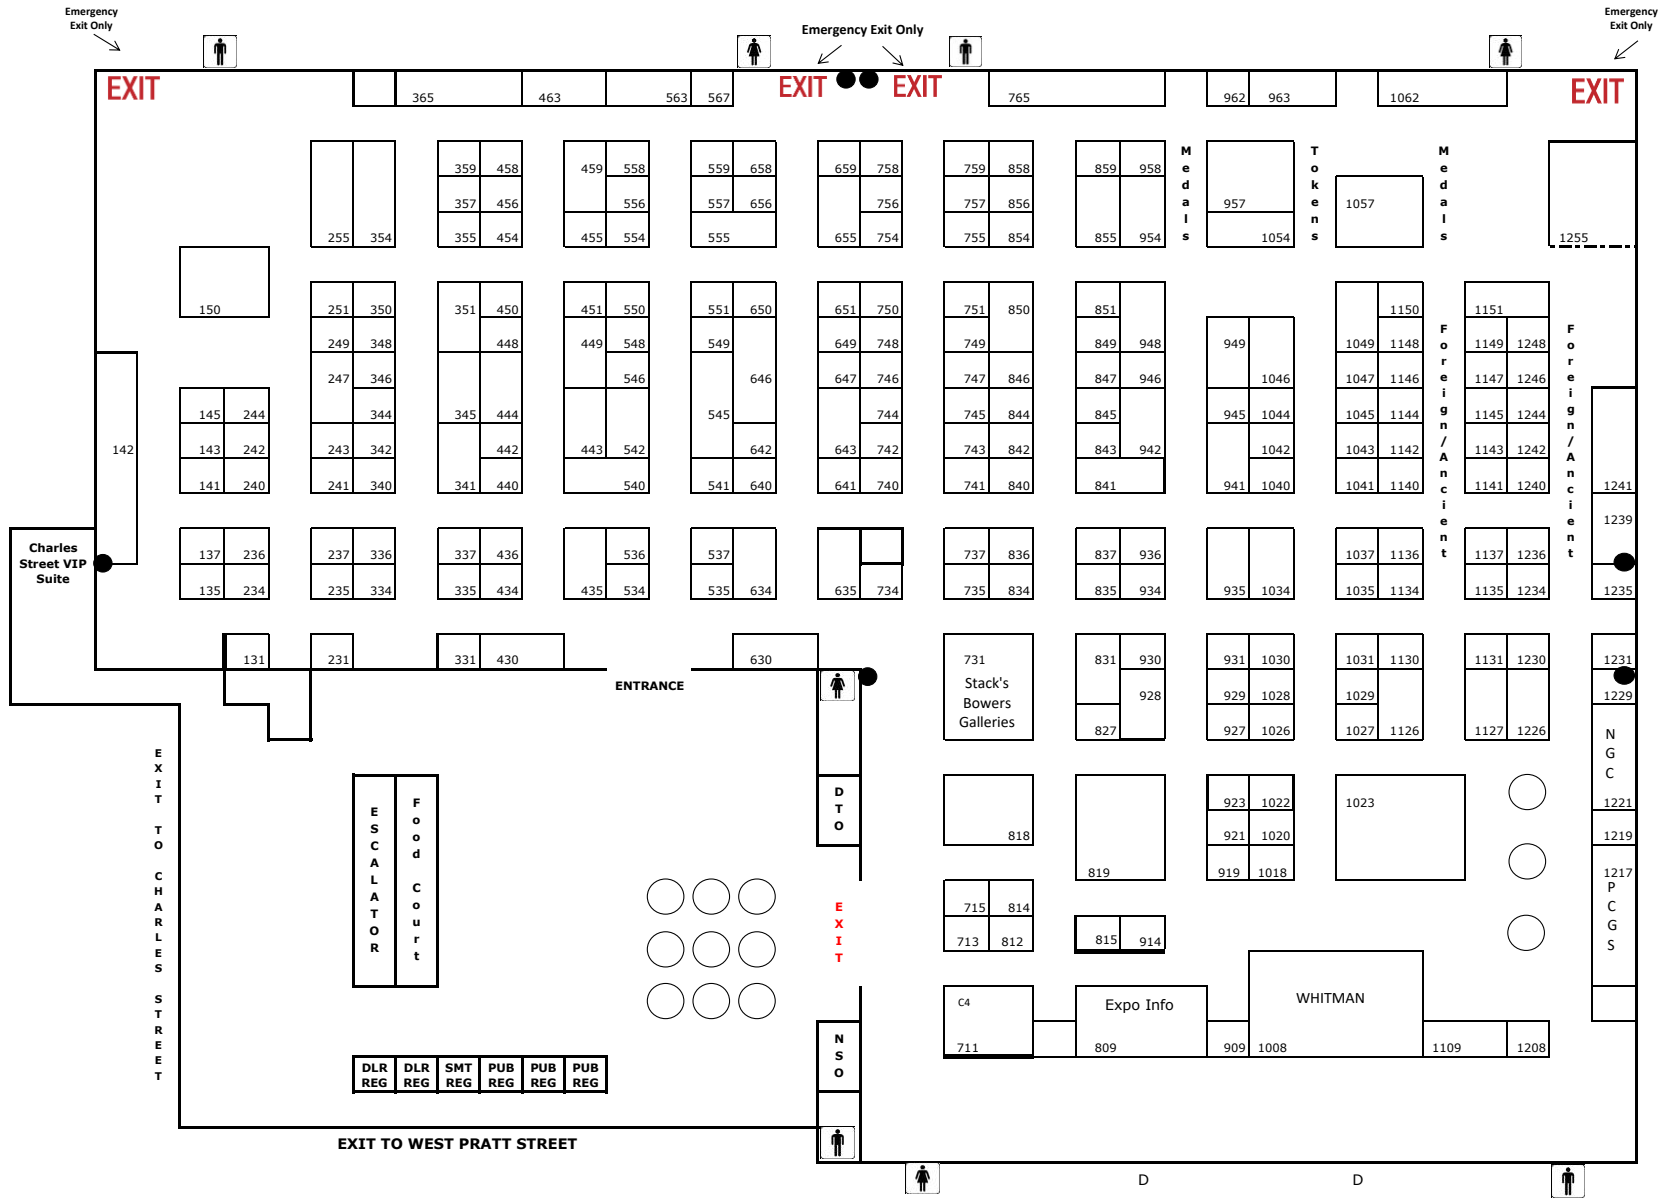 Emergency
Exit Only
Emergency Exit Only
Emergency
Exit Only
EXIT
EXIT
EXIT
EXIT
365 463 563 567 765 962 963 1062
359 458 459 558 559 658 659 758 759 858 859 958
357 456 556 557 656 756 757 856 957 1057
255 354 355 454 455 554 555 655 754 755 854 855 954 1054 1255
Medals
Tokens
Medals
150 251 350 351 450 451 550 551 650 651 750 751 850 851 1150 1151
249 348 448 449 548 549 649 748 749 849 948 949 1049 1148 1149 1248
247 346 546 646 647 746 747 846 847 946 1046 1047 1146 1147 1246
145 244 344 345 444 545 744 745 844 845 945 1044 1045 1144 1145 1244
142 143 242 243 342 442 443 542 642 643 742 743 842 843 942 1042 1043 1142 1143 1242
141 240 241 340 341 440 540 541 640 641 740 741 840 841 941 1040 1041 1140 1141 1240 1241
Foreign/Ancient
Foreign/Ancient
1239
Charles
Street VIP
Suite
137 236 237 336 337 436 536 537 737 836 837 936 1037 1136 1137 1236
135 234 235 334 335 434 435 534 535 634 635 734 735 834 835 934 935 1034 1035 1134 1135 1234 1235
131 231 331 430 630 731 831 930 931 1030 1031 1130 1131 1230 1231
ENTRANCE
Stack's
Bowers
Galleries
928 929 1028 1029 1229
827 927 1026 1027 1126 1127 1226
NGC
EXIT TO CHARLES STREET
ESCALATOR
Food Court
DTO
818 819
923 1022 1023 1221
921 1020 1219
919 1018 1217
PCGS
EXIT
715 814
713 812 815 914
C4
Expo Info
WHITMAN
711 809 909 1008 1109 1208
NSO
DLR
REG
DLR
REG
SMT
REG
PUB
REG
PUB
REG
PUB
REG
EXIT TO WEST PRATT STREET
D D